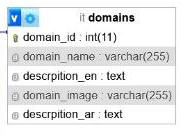 v it domains
domain_id : int(11)
domain_name : varchar(255)
descrpition_en : text
domain_image : varchar(255)
descrpition_ar : text